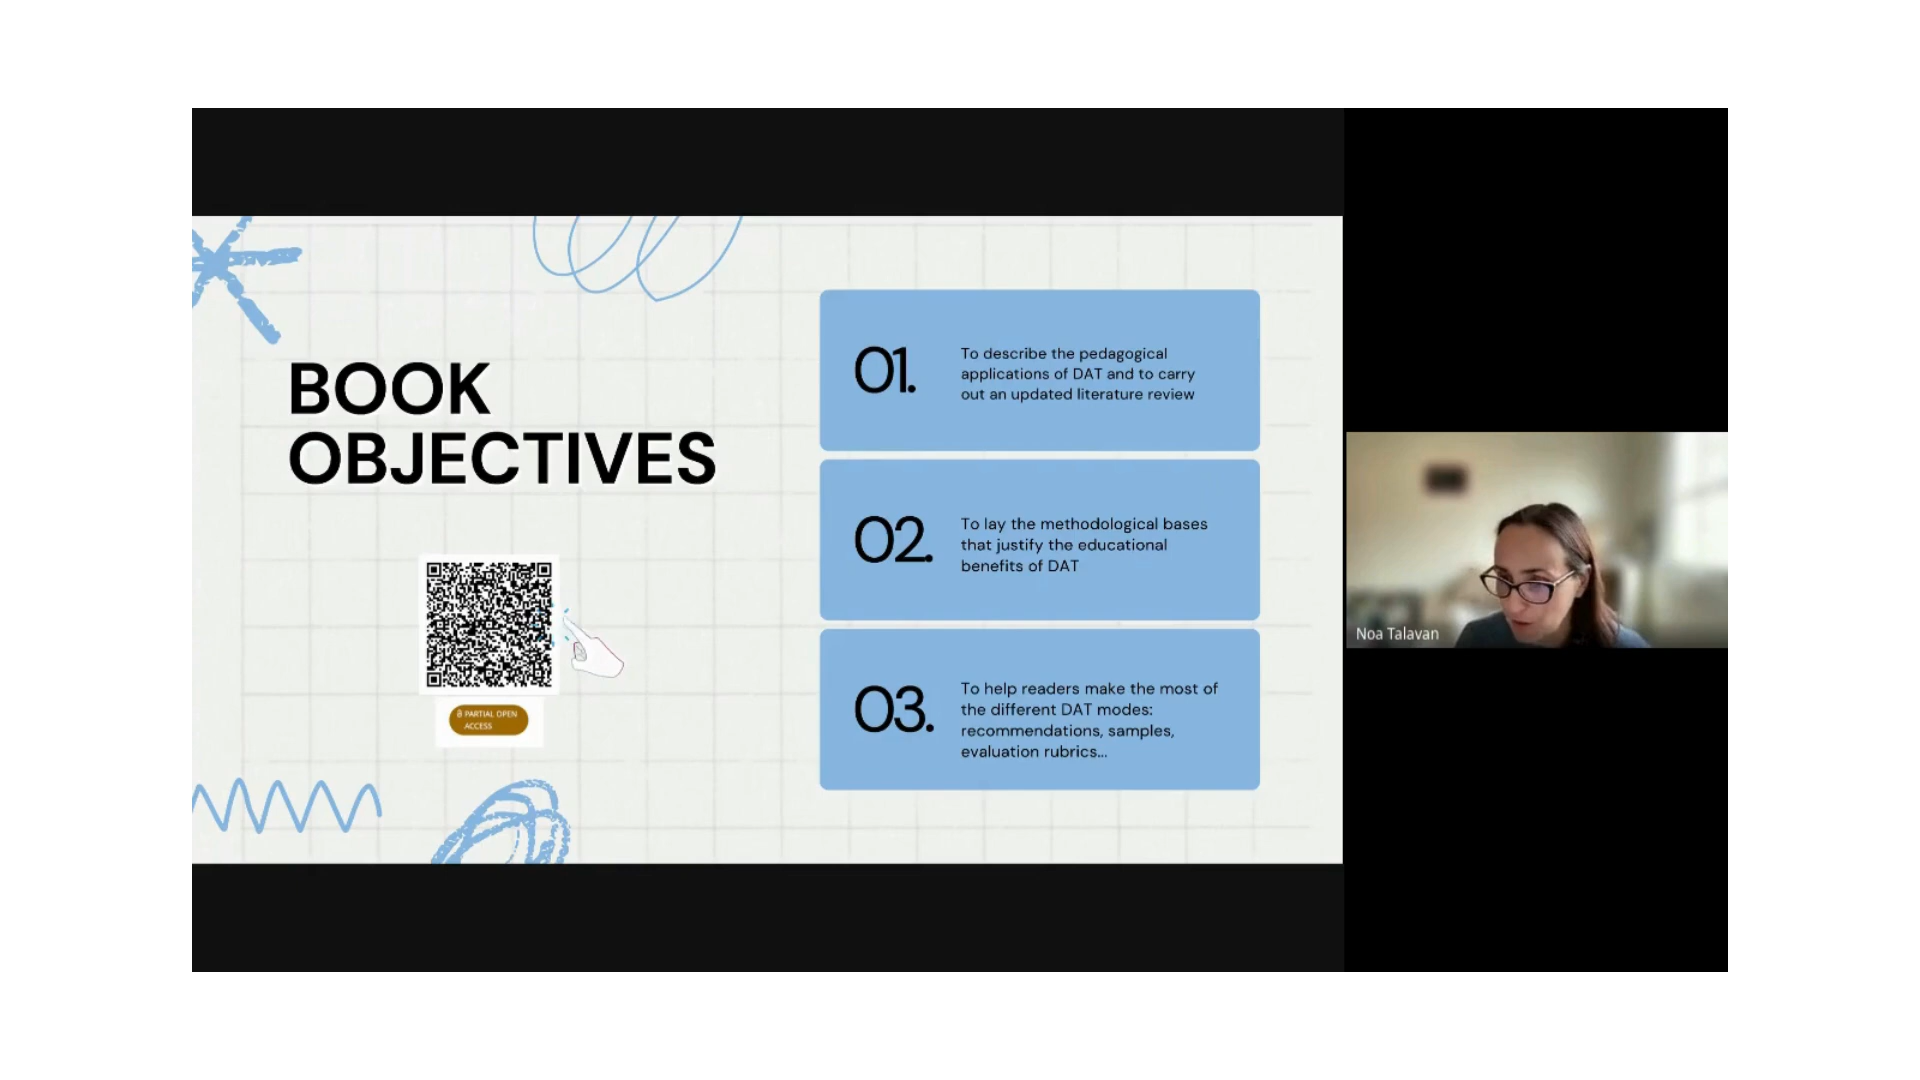 BOOK
OBJECTIVES
PARTIAL OPEN
ACCESS
01.
To describe the pedagogical
applications of DAT and to carry
out an updated literature review
02.
To lay the methodological bases
that justify the educational
benefits of DAT
03.
To help readers make the most of
the different DAT modes:
recommendations, samples,
evaluation rubrics...
Noa Talavan